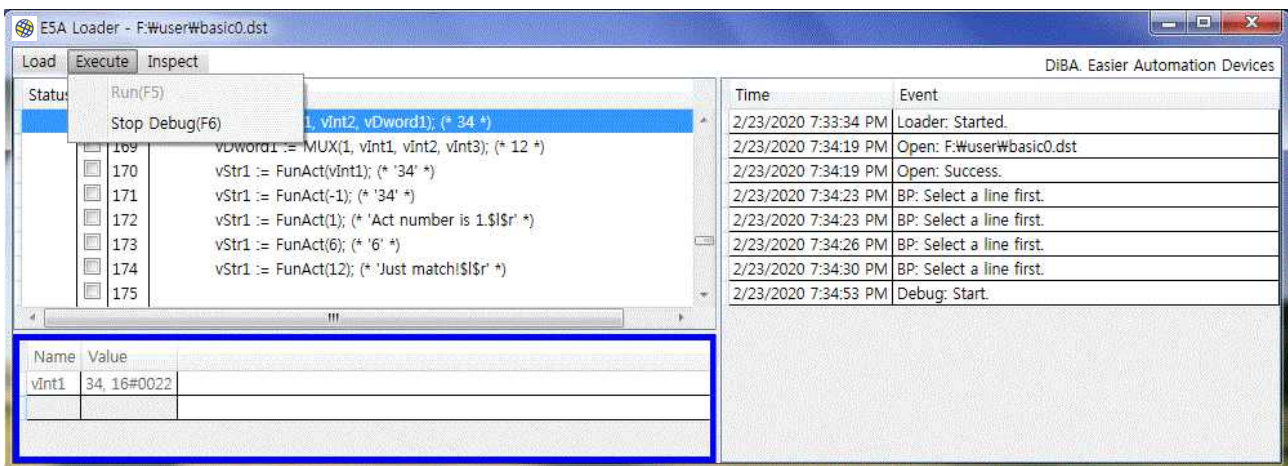 E5A Loader - F:₩user₩basic0.dst
Load Execute Inspect
DiBA. Easier Automation Devices
Status
Run(F5)
Stop Debug(F6)
1, vInt2, vDword1); (* 34 *)
169 vDword1 := MUX(1, vInt1, vInt2, vInt3); (* 12 *)
170 vStr1 := FunAct(vInt1); (* '34' *)
171 vStr1 := FunAct(-1); (* '34' *)
172 vStr1 := FunAct(1); (* 'Act number is 1.$l$r' *)
173 vStr1 := FunAct(6); (* '6' *)
174 vStr1 := FunAct(12); (* 'Just match!$l$r' *)
175
Name Value
vInt1 34, 16#0022
Time Event
2/23/2020 7:33:34 PM Loader: Started.
2/23/2020 7:34:19 PM Open: F:₩user₩basic0.dst
2/23/2020 7:34:19 PM Open: Success.
2/23/2020 7:34:23 PM BP: Select a line first.
2/23/2020 7:34:23 PM BP: Select a line first.
2/23/2020 7:34:26 PM BP: Select a line first.
2/23/2020 7:34:30 PM BP: Select a line first.
2/23/2020 7:34:53 PM Debug: Start.